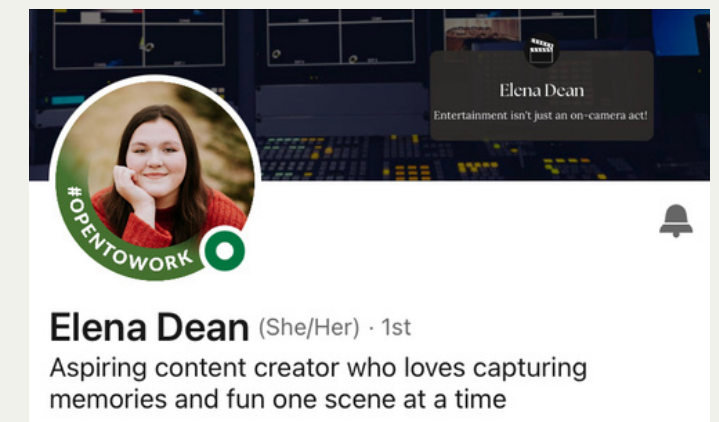 Elena Dean
Entertainment isn't just an on-camera act!
#OPENTOWORK
Elena Dean (She/Her) · 1st
Aspiring content creator who loves capturing
memories and fun one scene at a time